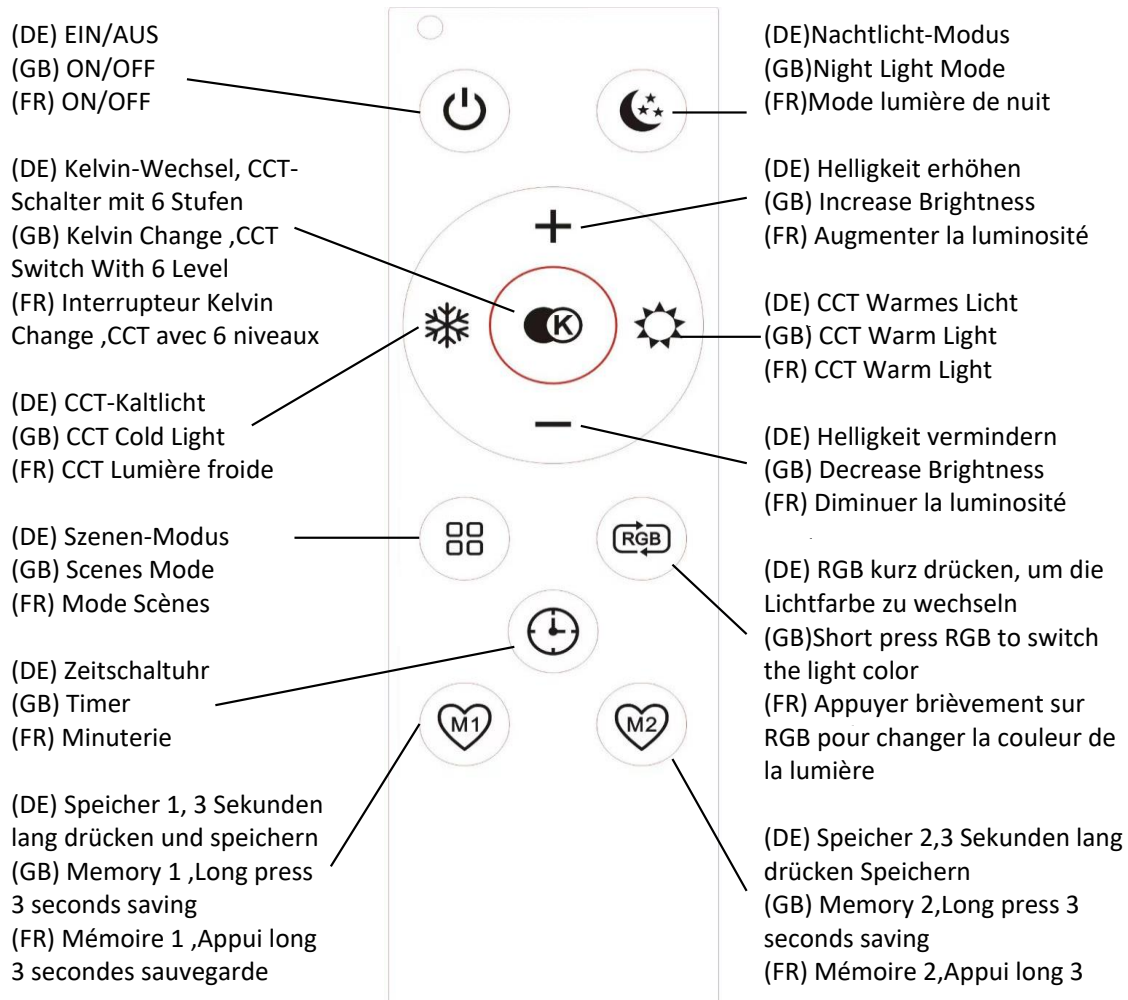 (DE) EIN/AUS
(GB) ON/OFF
(FR) ON/OFF
(DE) Kelvin-Wechsel, CCT-
Schalter mit 6 Stufen
(GB) Kelvin Change ,CCT
Switch With 6 Level
(FR) Interrupteur Kelvin
Change ,CCT avec 6 niveaux
(DE) CCT-Kaltlicht
(GB) CCT Cold Light
(FR) CCT Lumière froide
(DE) Szenen-Modus
(GB) Scenes Mode
(FR) Mode Scènes
(DE) Zeitschaltuhr
(GB) Timer
(FR) Minuterie
(DE) Speicher 1, 3 Sekunden
lang drücken und speichern
(GB) Memory 1 ,Long press
3 seconds saving
(FR) Mémoire 1 ,Appui long
3 secondes sauvegarde
K
RGB
M1
M2
(DE)Nachtlicht-Modus
(GB)Night Light Mode
(FR)Mode lumière de nuit
(DE) Helligkeit erhöhen
(GB) Increase Brightness
(FR) Augmenter la luminosité
(DE) CCT Warmes Licht
(GB) CCT Warm Light
(FR) CCT Warm Light
(DE) Helligkeit vermindern
(GB) Decrease Brightness
(FR) Diminuer la luminosité
(DE) RGB kurz drücken, um die
Lichtfarbe zu wechseln
(GB)Short press RGB to switch
the light color
(FR) Appuyer brièvement sur
RGB pour changer la couleur de
la lumière
(DE) Speicher 2,3 Sekunden lang
drücken Speichern
(GB) Memory 2,Long press 3
seconds saving
(FR) Mémoire 2,Appui long 3